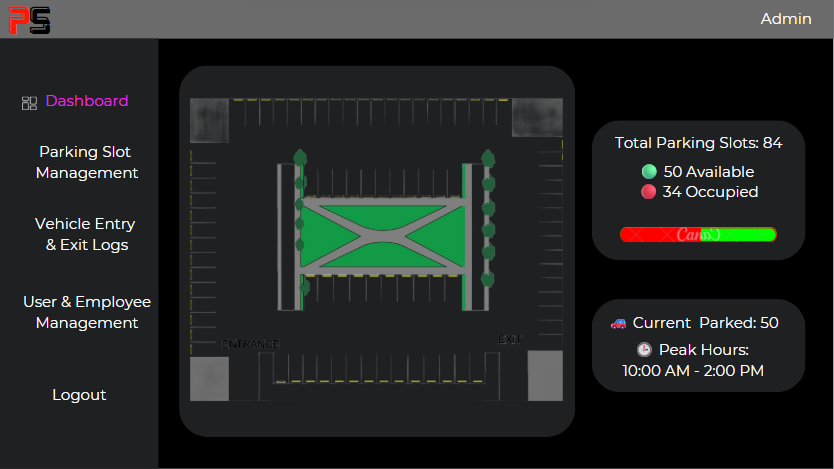 PS
Admin
Dashboard
Parking Slot
Management
Vehicle Entry
& Exit Logs
User & Employee
Management
Logout
ENTRANCE
EXIT
Total Parking Slots: 84
50 Available
34 Occupied
Canva
Current Parked: 50
Peak Hours:
10:00 AM - 2:00 PM